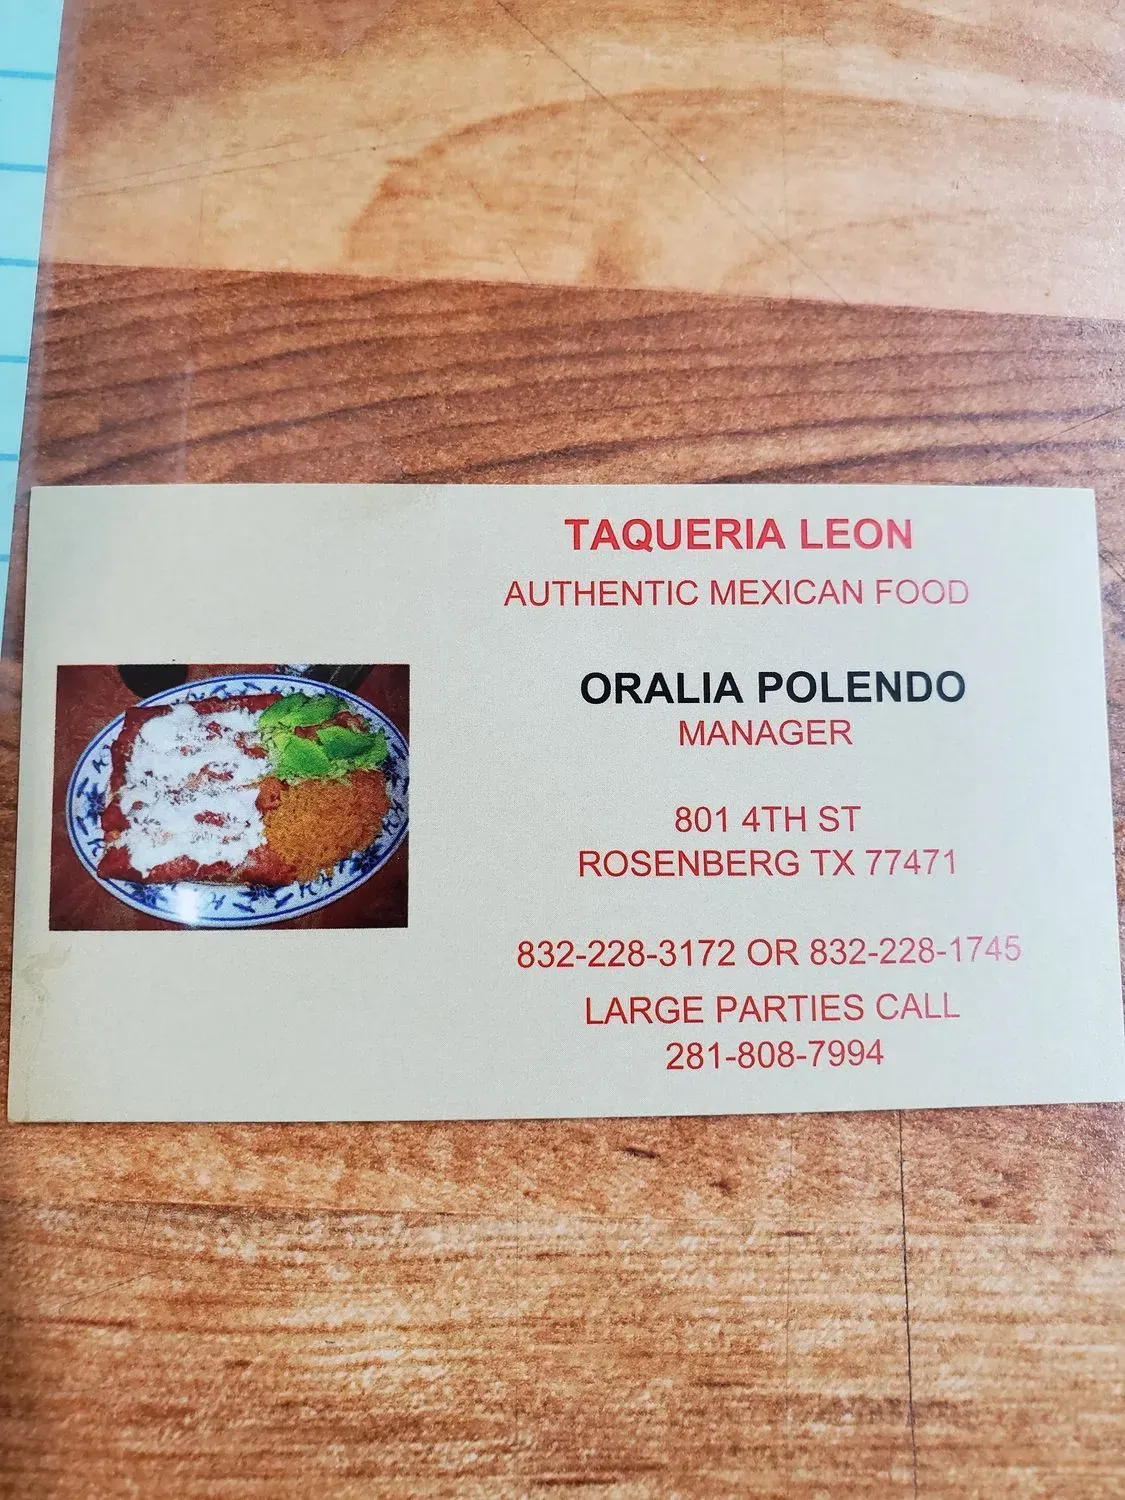 TAQUERIA LEON
AUTHENTIC MEXICAN FOOD
ORALIA POLENDO
MANAGER
801 4TH ST
ROSENBERG TX 77471
832-228-3172 OR 832-228-1745
LARGE PARTIES CALL
281-808-7994